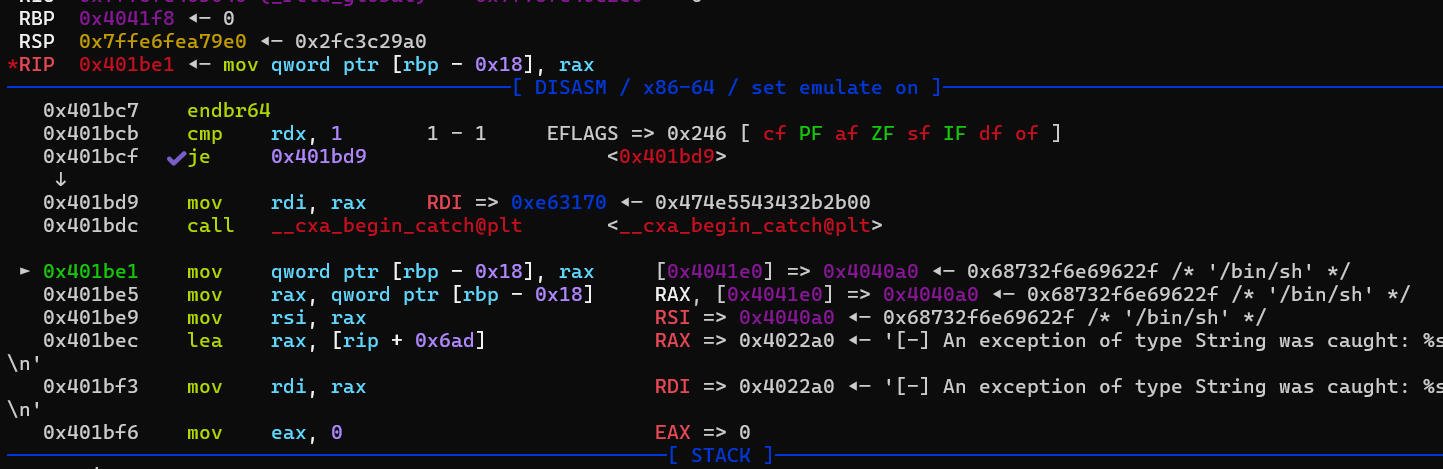 RBP  0x4041f8 ◂— 0
RSP  0x7ffe6fea79e0 ◂— 0x2fc3c29a0
*RIP  0x401be1 ◂— mov qword ptr [rbp - 0x18], rax
[ DISASM / x86-64 / set emulate on ]
0x401bc7    endbr64
0x401bcb    cmp    rdx, 1       1 - 1     EFLAGS => 0x246 [ cf PF af ZF sf IF df of ]
0x401bcf  ✔ je     0x401bd9                    <0x401bd9>
↓
0x401bd9    mov    rdi, rax     RDI => 0xe63170 ◂— 0x474e5543432b2b00
0x401bdc    call   __cxa_begin_catch@plt       <__cxa_begin_catch@plt>
► 0x401be1    mov    qword ptr [rbp - 0x18], rax     [0x4041e0] => 0x4040a0 ◂— 0x68732f6e69622f /* '/bin/sh' */
0x401be5    mov    rax, qword ptr [rbp - 0x18]     RAX, [0x4041e0] => 0x4040a0 ◂— 0x68732f6e69622f /* '/bin/sh' */
0x401be9    mov    rsi, rax                        RSI => 0x4040a0 ◂— 0x68732f6e69622f /* '/bin/sh' */
0x401bec    lea    rax, [rip + 0x6ad]              RAX => 0x4022a0 ◂— '[-] An exception of type String was caught: %s
\n'
0x401bf3    mov    rdi, rax                        RDI => 0x4022a0 ◂— '[-] An exception of type String was caught: %s
\n'
0x401bf6    mov    eax, 0                          EAX => 0
[ STACK ]